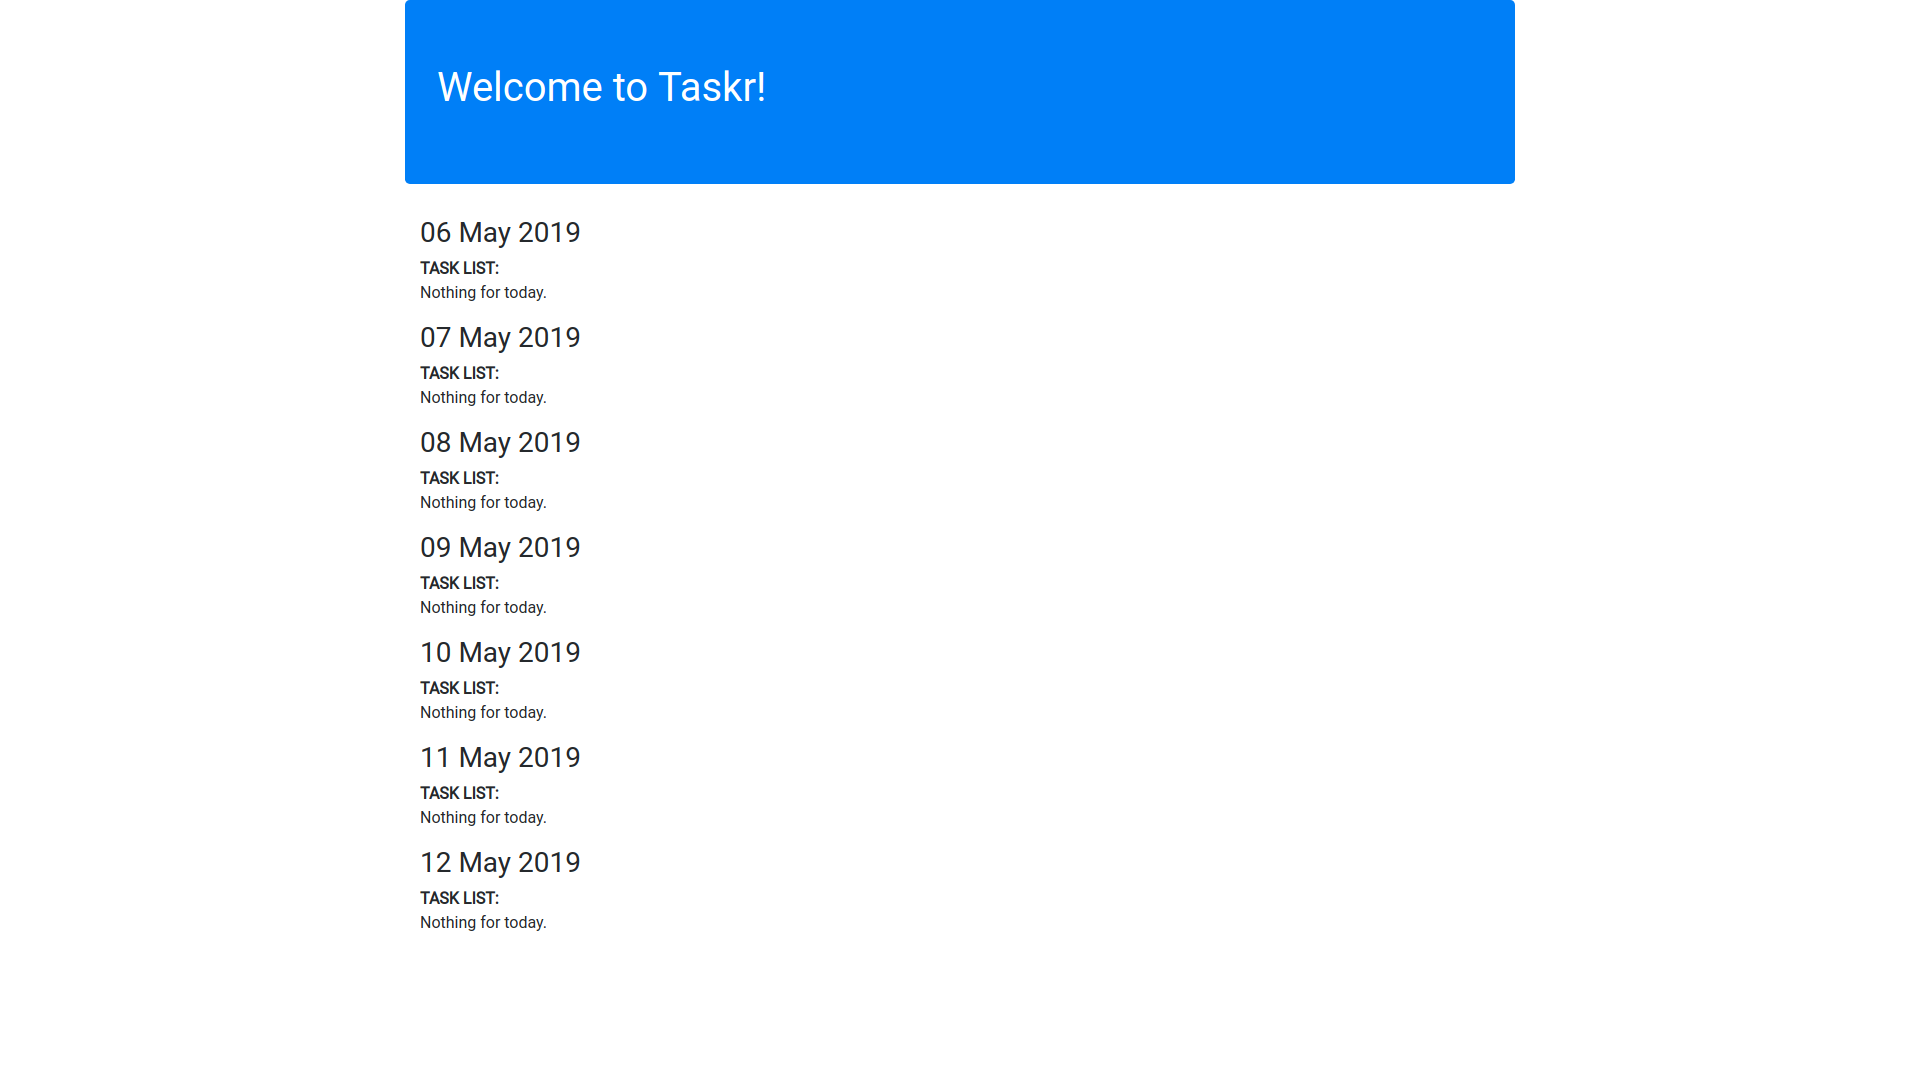 Welcome to Taskr!
06 May 2019
TASK LIST:
Nothing for today.
07 May 2019
TASK LIST:
Nothing for today.
08 May 2019
TASK LIST:
Nothing for today.
09 May 2019
TASK LIST:
Nothing for today.
10 May 2019
TASK LIST:
Nothing for today.
11 May 2019
TASK LIST:
Nothing for today.
12 May 2019
TASK LIST:
Nothing for today.